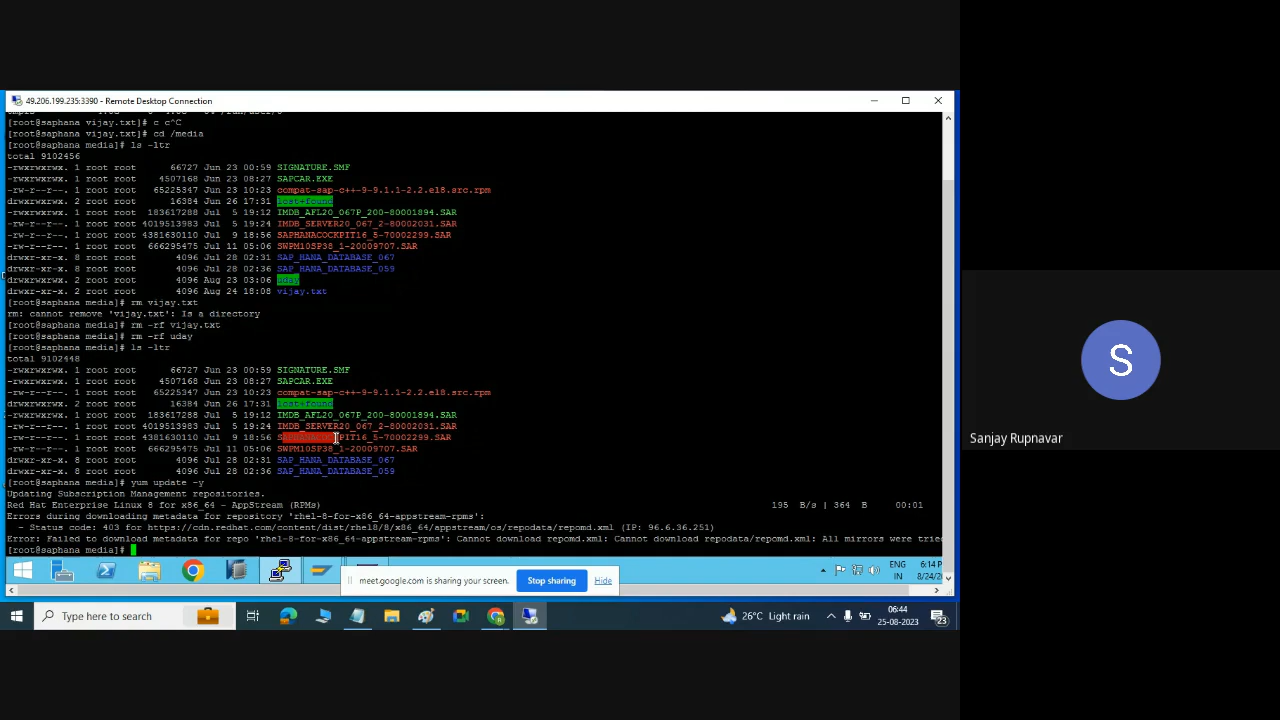 49.206.199.235:3390 - Remote Desktop Connection
[root@saphana vijay.txt]# c c^C
[root@saphana vijay.txt]# cd /media
[root@saphana media]# ls -ltr
total 9102456
-rwxrwxrwx. 1 root root 66727 Jun 23 00:59 SIGNATURE.SMF
-rwxrwxrwx. 1 root root 4507168 Jun 23 08:27 SAPCAR.EXE
-rw-r--r--. 1 root root 65225347 Jun 23 10:23 compat-sap-c++-9-9.1.1-2.2.el8.src.rpm
drwxrwxrwx. 2 root root 16384 Jun 26 17:31 lost+found
-rwxrwxrwx. 1 root root 183617288 Jul 5 19:12 IMDB_AFL20_067P_200-80001894.SAR
-rw-r--r--. 1 root root 4019513983 Jul 5 19:24 IMDB_SERVER20_067_2-80002031.SAR
-rw-r--r--. 1 root root 4381630110 Jul 9 18:56 SAPHANACOCKPIT16_5-70002299.SAR
-rw-r--r--. 1 root root 666295475 Jul 11 05:06 SWPM10SP38_1-20009707.SAR
drwxr-xr-x. 8 root root 4096 Jul 28 02:31 SAP_HANA_DATABASE_067
drwxr-xr-x. 8 root root 4096 Jul 28 02:36 SAP_HANA_DATABASE_059
drwxrwxrwx. 2 root root 4096 Aug 23 03:06 uday
drwxr-xr-x. 2 root root 4096 Aug 24 18:08 vijay.txt
[root@saphana media]# rm vijay.txt
rm: cannot remove 'vijay.txt': Is a directory
[root@saphana media]# rm -rf vijay.txt
[root@saphana media]# rm -rf uday
[root@saphana media]# ls -ltr
total 9102448
-rwxrwxrwx. 1 root root 66727 Jun 23 00:59 SIGNATURE.SMF
-rwxrwxrwx. 1 root root 4507168 Jun 23 08:27 SAPCAR.EXE
-rw-r--r--. 1 root root 65225347 Jun 23 10:23 compat-sap-c++-9-9.1.1-2.2.el8.src.rpm
drwxrwxrwx. 2 root root 16384 Jun 26 17:31 lost+found
-rwxrwxrwx. 1 root root 183617288 Jul 5 19:12 IMDB_AFL20_067P_200-80001894.SAR
-rw-r--r--. 1 root root 4019513983 Jul 5 19:24 IMDB_SERVER20_067_2-80002031.SAR
-rw-r--r--. 1 root root 4381630110 Jul 9 18:56 SAPHANACOCKPIT16_5-70002299.SAR
-rw-r--r--. 1 root root 666295475 Jul 11 05:06 SWPM10SP38_1-20009707.SAR
drwxr-xr-x. 8 root root 4096 Jul 28 02:31 SAP_HANA_DATABASE_067
drwxr-xr-x. 8 root root 4096 Jul 28 02:36 SAP_HANA_DATABASE_059
[root@saphana media]# yum update -y
Updating Subscription Management repositories.
Red Hat Enterprise Linux 8 for x86_64 - AppStream (RPMs) 195 B/s | 364 B 00:01
Errors during downloading metadata for repository 'rhel-8-for-x86_64-appstream-rpms':
- Status code: 403 for https://cdn.redhat.com/content/dist/rhel8/8/x86_64/appstream/os/repodata/repomd.xml (IP: 96.6.36.251)
Error: Failed to download metadata for repo 'rhel-8-for-x86_64-appstream-rpms': Cannot download repomd.xml: Cannot download repodata/repomd.xml: All mirrors were tried
[root@saphana media]#
ENG 6:14 P
IN 8/24/20
meet.google.com is sharing your screen. Stop sharing Hide
Type here to search
26°C Light rain
06:44
25-08-2023
23
S
Sanjay Rupnavar